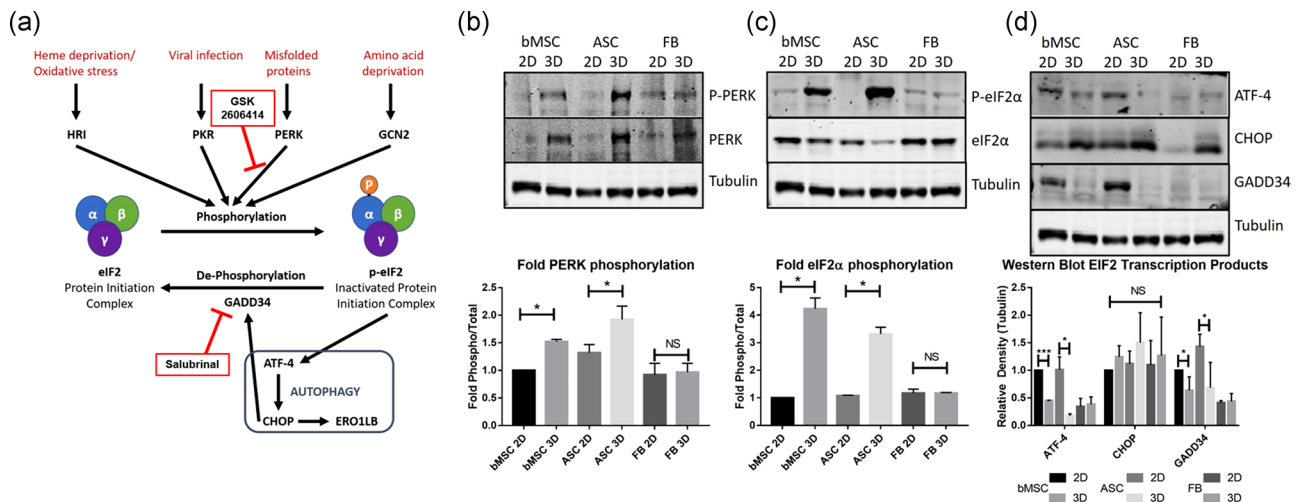 (a)
Heme deprivation/
Oxidative stress
Viral infection
Misfolded
proteins
Amino acid
deprivation
GSK
2606414
HRI
PKR
PERK
GCN2
P
α
β
γ
Phosphorylation
α
β
γ
eIF2
Protein Initiation
Complex
De-Phosphorylation
p-eIF2
Inactivated Protein
Initiation Complex
GADD34
Salubrinal
ATF-4
AUTOPHAGY
CHOP
ERO1LB
(b)
bMSC ASC FB
2D 3D 2D 3D 2D 3D
P-PERK
PERK
Tubulin
Fold PERK phosphorylation
Fold Phospho/Total
2.5
2.0
1.5
1.0
0.5
0.0
*
*
NS
bMSC 2D
bMSC 3D
ASC 2D
ASC 3D
FB 2D
FB 3D
(c)
bMSC ASC FB
2D 3D 2D 3D 2D 3D
P-eIF2α
eIF2α
Tubulin
Fold eIF2α phosphorylation
Fold Phospho/Total
5
4
3
2
1
0
*
*
NS
bMSC 2D
bMSC 3D
ASC 2D
ASC 3D
FB 2D
FB 3D
(d)
bMSC ASC FB
2D 3D 2D 3D 2D 3D
ATF-4
CHOP
GADD34
Tubulin
Western Blot EIF2 Transcription Products
Relative Density (Tubulin)
2.5
2.0
1.5
1.0
0.5
0.0
***
*
NS
*
*
ATF-4
CHOP
GADD34
bMSC 2D 3D
ASC 2D 3D
FB 2D 3D